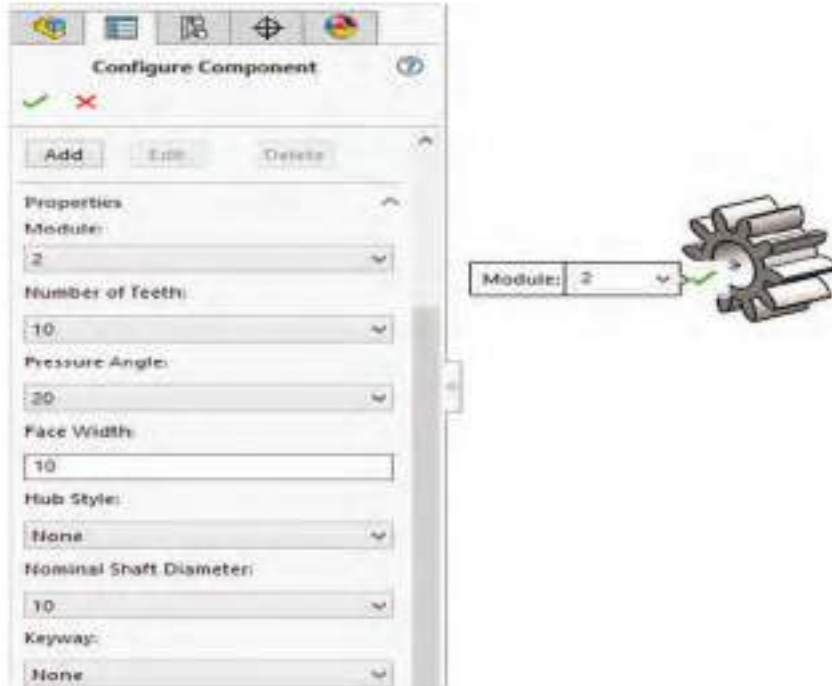 Configure Component
Add Edit Delete
Properties
Module:
2
Number of Teeth:
10
Pressure Angle:
20
Face Width:
10
Hub Style:
None
Nominal Shaft Diameter:
10
Keyway:
None
Module: 2